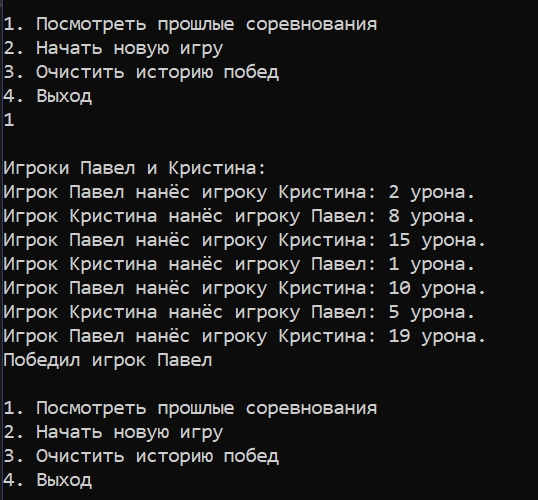 1. Посмотреть прошлые соревнования
2. Начать новую игру
3. Очистить историю побед
4. Выход
1
Игроки Павел и Кристина:
Игрок Павел нанёс игроку Кристина: 2 урона.
Игрок Кристина нанёс игроку Павел: 8 урона.
Игрок Павел нанёс игроку Кристина: 15 урона.
Игрок Кристина нанёс игроку Павел: 1 урона.
Игрок Павел нанёс игроку Кристина: 10 урона.
Игрок Кристина нанёс игроку Павел: 5 урона.
Игрок Павел нанёс игроку Кристина: 19 урона.
Победил игрок Павел
1. Посмотреть прошлые соревнования
2. Начать новую игру
3. Очистить историю побед
4. Выход